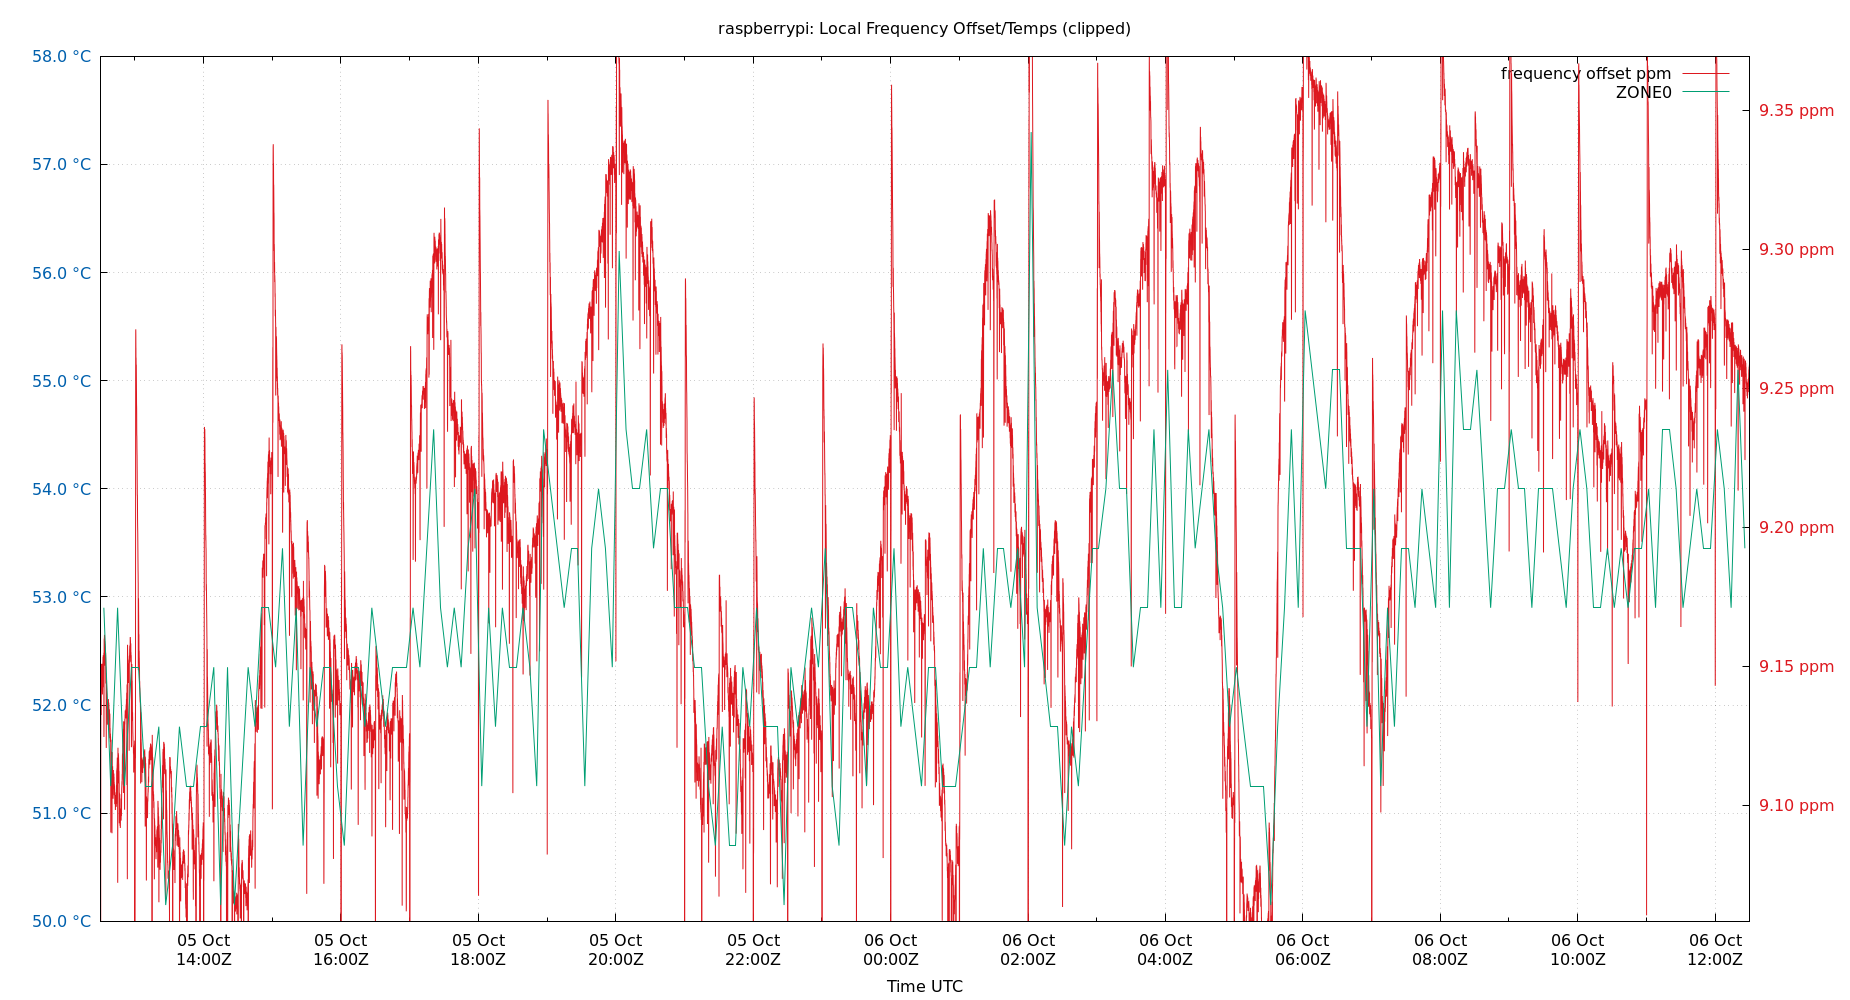 raspberrypi: Local Frequency Offset/Temps (clipped)
58.0 °C
57.0 °C
56.0 °C
55.0 °C
54.0 °C
53.0 °C
52.0 °C
51.0 °C
50.0 °C
frequency offset ppm
ZONE0
9.35 ppm
9.30 ppm
9.25 ppm
9.20 ppm
9.15 ppm
9.10 ppm
05 Oct 05 Oct 05 Oct 05 Oct 05 Oct 06 Oct 06 Oct 06 Oct 06 Oct 06 Oct 06 Oct 06 Oct
14:00Z 16:00Z 18:00Z 20:00Z 22:00Z 00:00Z 02:00Z 04:00Z 06:00Z 08:00Z 10:00Z 12:00Z
Time UTC